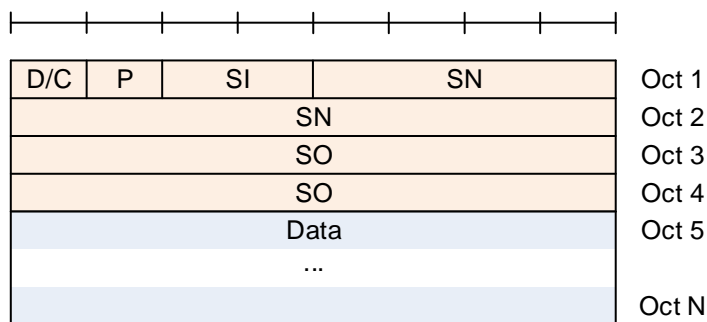 D/C P SI SN Oct 1
SN Oct 2
SO Oct 3
SO Oct 4
Data Oct 5
...
Oct N